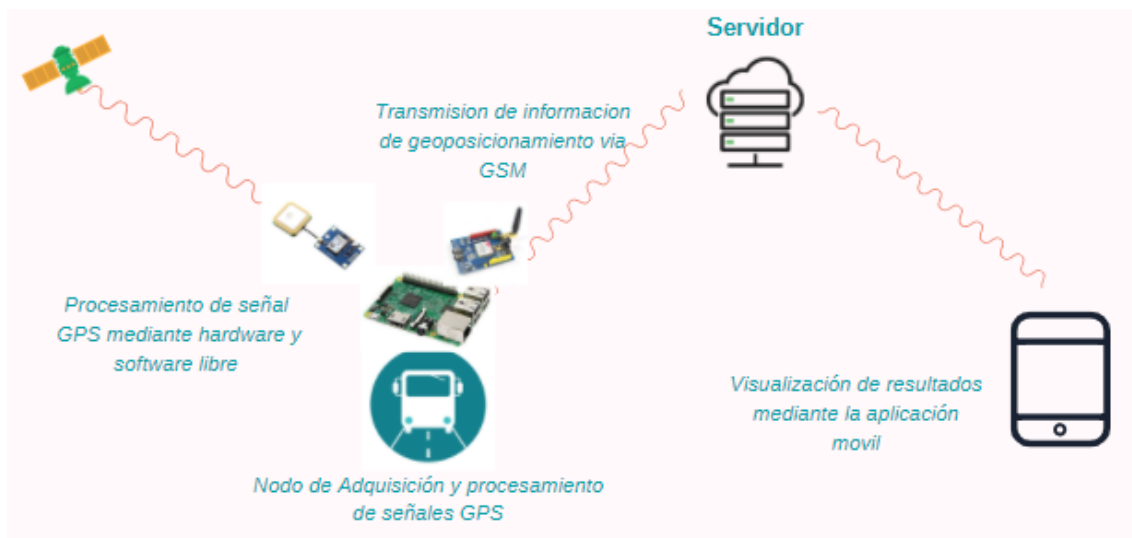 Servidor
Transmision de informacion
de geoposicionamiento via
GSM
Procesamiento de señal
GPS mediante hardware y
software libre
Visualización de resultados
mediante la aplicación
movil
Nodo de Adquisición y procesamiento
de señales GPS